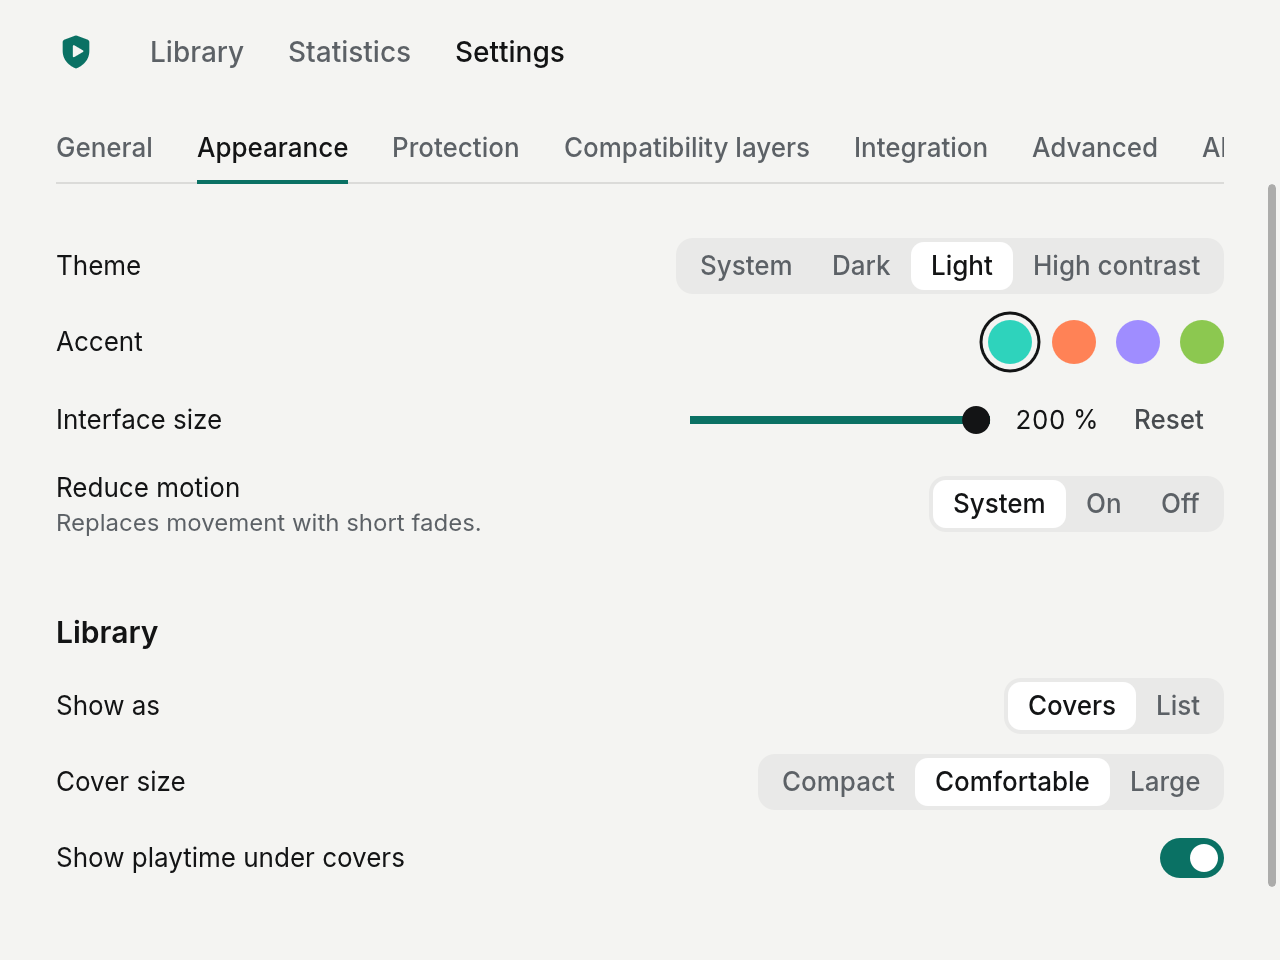 Library Statistics Settings
General Appearance Protection Compatibility layers Integration Advanced
Theme System Dark Light High contrast
Accent
Interface size 200 % Reset
Reduce motion System On Off
Replaces movement with short fades.
Library
Show as Covers List
Cover size Compact Comfortable Large
Show playtime under covers